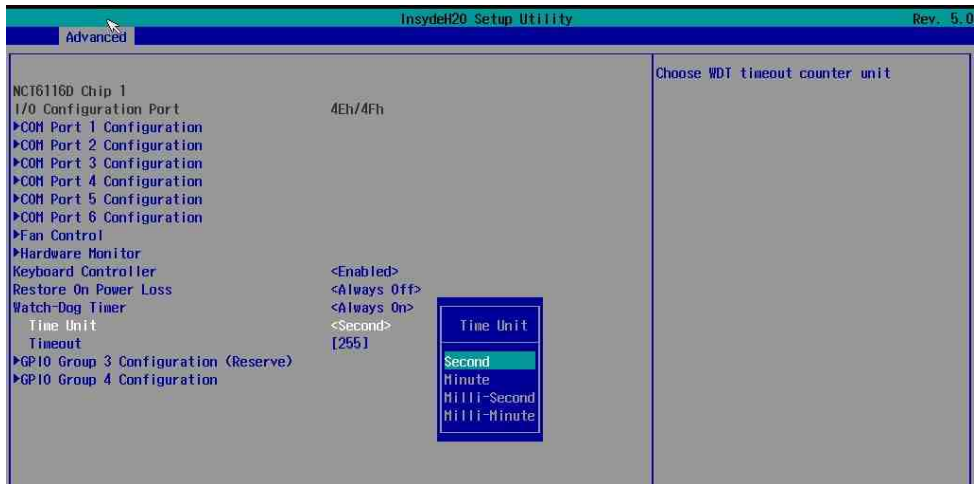 InsydeH20 Setup Utility Rev. 5.0
Advanced
NCT6116D Chip 1
I/O Configuration Port 4Eh/4Fh
▶COM Port 1 Configuration
▶COM Port 2 Configuration
▶COM Port 3 Configuration
▶COM Port 4 Configuration
▶COM Port 5 Configuration
▶COM Port 6 Configuration
▶Fan Control
▶Hardware Monitor
Keyboard Controller <Enabled>
Restore On Power Loss <Always Off>
Watch-Dog Timer <Always On>
Time Unit <Second>
Timeout [255]
▶GPIO Group 3 Configuration (Reserve)
▶GPIO Group 4 Configuration
Time Unit
Second
Minute
Milli-Second
Milli-Minute
Choose WDT timeout counter unit